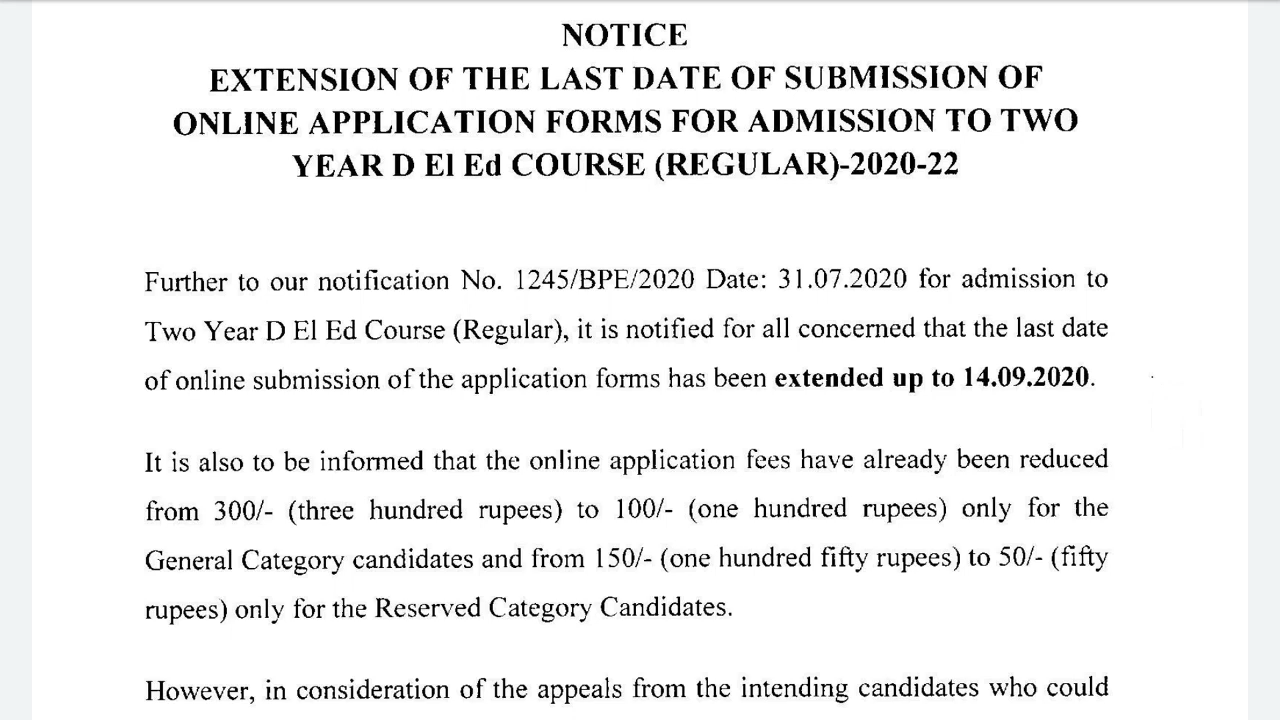 NOTICE
EXTENSION OF THE LAST DATE OF SUBMISSION OF
ONLINE APPLICATION FORMS FOR ADMISSION TO TWO
YEAR D El Ed COURSE (REGULAR)-2020-22
Further to our notification No. 1245/BPE/2020 Date: 31.07.2020 for admission to
Two Year D El Ed Course (Regular), it is notified for all concerned that the last date
of online submission of the application forms has been extended up to 14.09.2020.
It is also to be informed that the online application fees have already been reduced
from 300/- (three hundred rupees) to 100/- (one hundred rupees) only for the
General Category candidates and from 150/- (one hundred fifty rupees) to 50/- (fifty
rupees) only for the Reserved Category Candidates.
However, in consideration of the appeals from the intending candidates who could